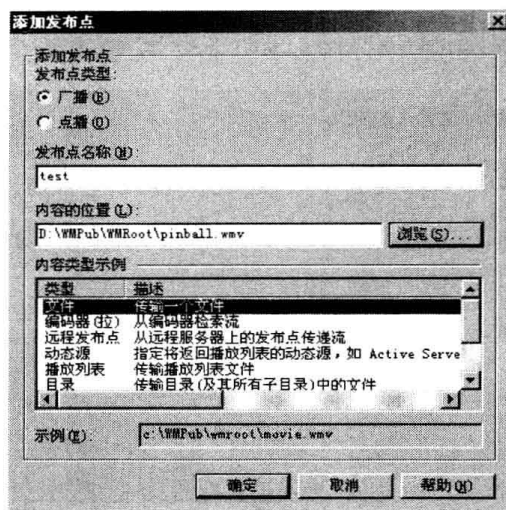 添加发布点
添加发布点
发布点类型:
广播(B)
点播(O)
发布点名称(N):
test
内容的位置(L):
D:\WMPub\WMRoot\pinball.wmv
浏览(S)...
内容类型示例
类型 描述
文件 传输一个文件
编码器(拉) 从编码器检索流
远程发布点 从远程服务器上的发布点传递流
动态源 指定将返回播放列表的动态源，如 Active Serve
播放列表 传输播放列表文件
目录 传输目录(及其所有子目录)中的文件
示例(E): c:\WMPub\wmroot\movie.wmv
确定 取消 帮助(H)